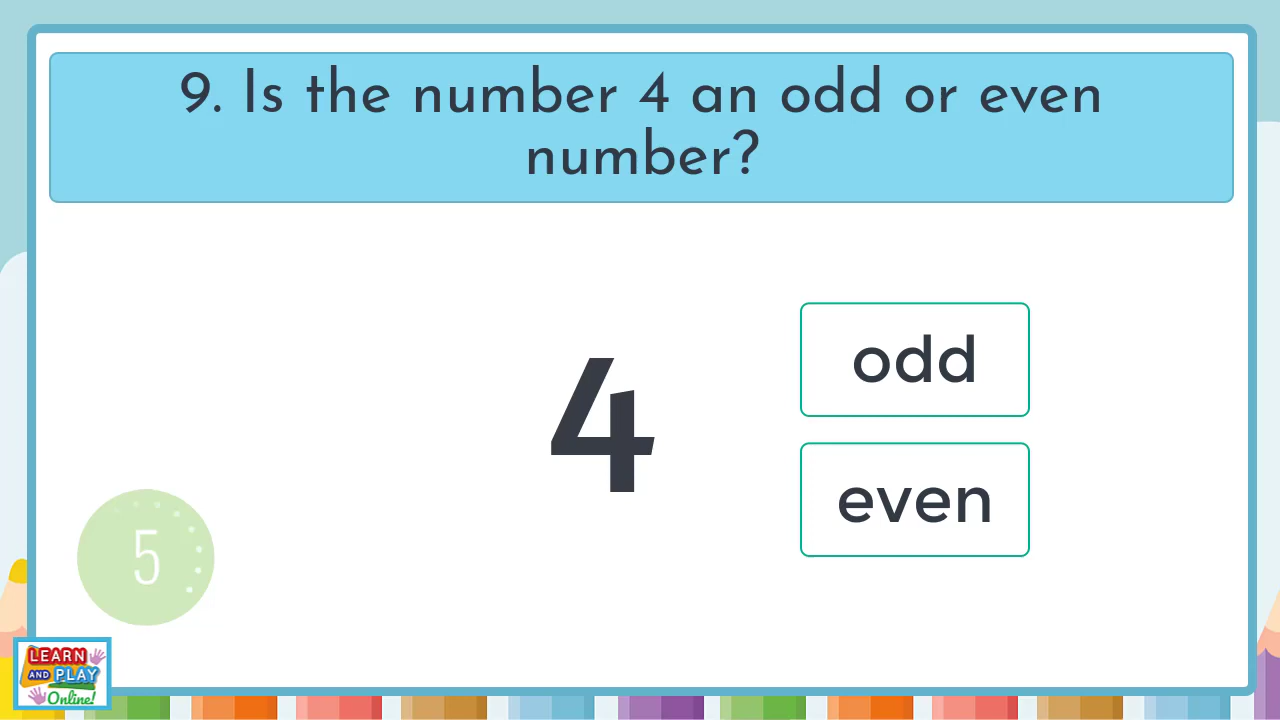 9. Is the number 4 an odd or even
number?
4
odd
even
5
LEARN
AND PLAY
Online!